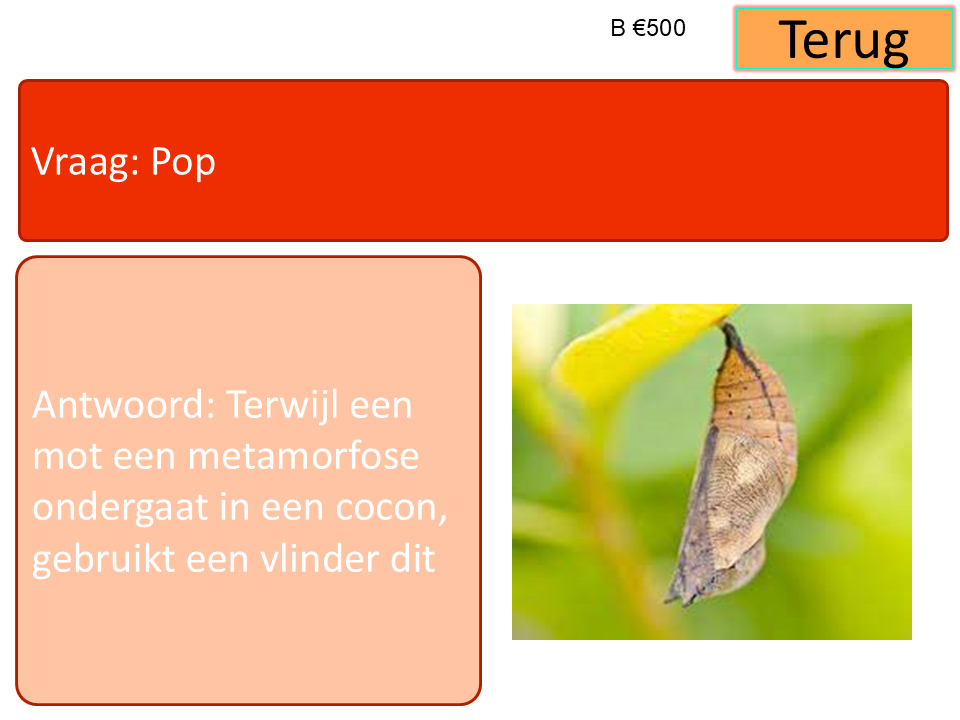 B €500
Terug
Vraag: Pop
Antwoord: Terwijl een
mot een metamorfose
ondergaat in een cocon,
gebruikt een vlinder dit